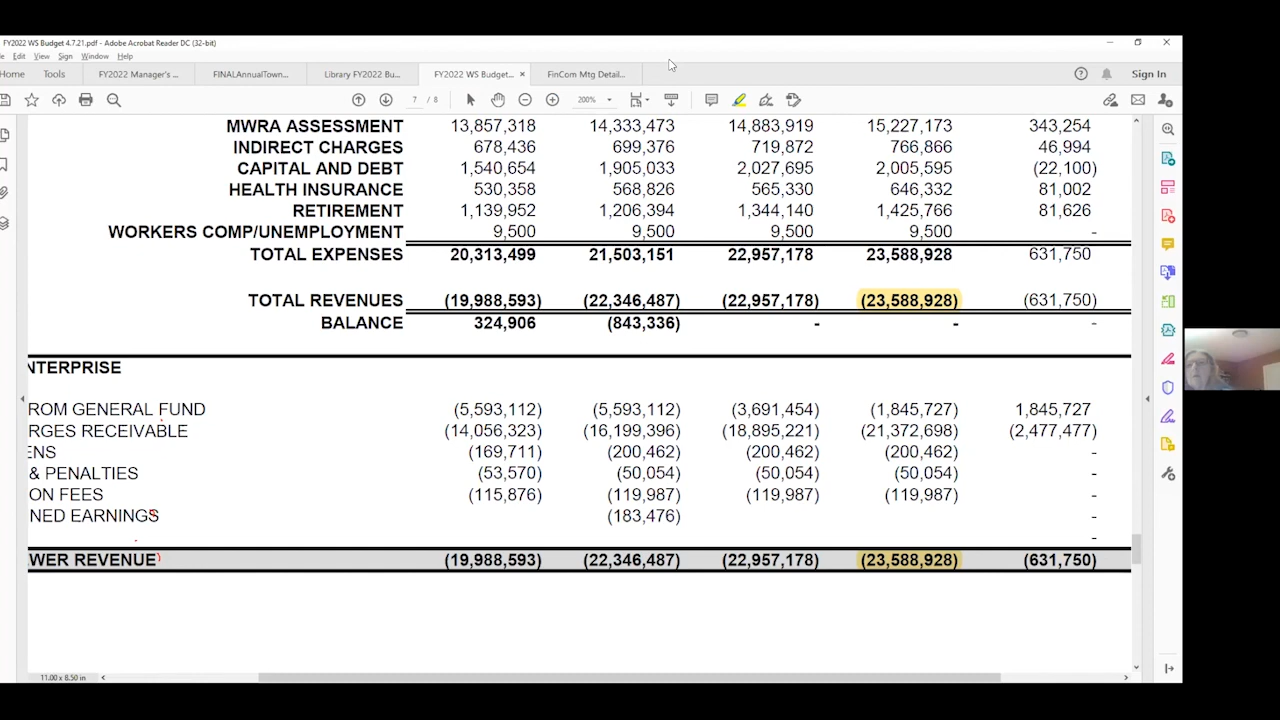 FY2022 WS Budget 4.7.21.pdf - Adobe Acrobat Reader DC (32-bit)
Edit View Sign Window Help
Home Tools FY2022 Manager's ... FINALAnnualTown... Library FY2022 Bu... FY2022 WS Budget... × FinCom Mtg Detail... Sign In
7 / 8 200%
MWRA ASSESSMENT 13,857,318 14,333,473 14,883,919 15,227,173 343,254
INDIRECT CHARGES 678,436 699,376 719,872 766,866 46,994
CAPITAL AND DEBT 1,540,654 1,905,033 2,027,695 2,005,595 (22,100)
HEALTH INSURANCE 530,358 568,826 565,330 646,332 81,002
RETIREMENT 1,139,952 1,206,394 1,344,140 1,425,766 81,626
WORKERS COMP/UNEMPLOYMENT 9,500 9,500 9,500 9,500 -
TOTAL EXPENSES 20,313,499 21,503,151 22,957,178 23,588,928 631,750
TOTAL REVENUES (19,988,593) (22,346,487) (22,957,178) (23,588,928) (631,750)
BALANCE 324,906 (843,336) - - -
NTERPRISE
ROM GENERAL FUND (5,593,112) (5,593,112) (3,691,454) (1,845,727) 1,845,727
RGES RECEIVABLE (14,056,323) (16,199,396) (18,895,221) (21,372,698) (2,477,477)
ENS (169,711) (200,462) (200,462) (200,462) -
& PENALTIES (53,570) (50,054) (50,054) (50,054) -
ON FEES (115,876) (119,987) (119,987) (119,987) -
NED EARNINGS (183,476) -
-
WER REVENUE (19,988,593) (22,346,487) (22,957,178) (23,588,928) (631,750)
11.00 x 8.50 in